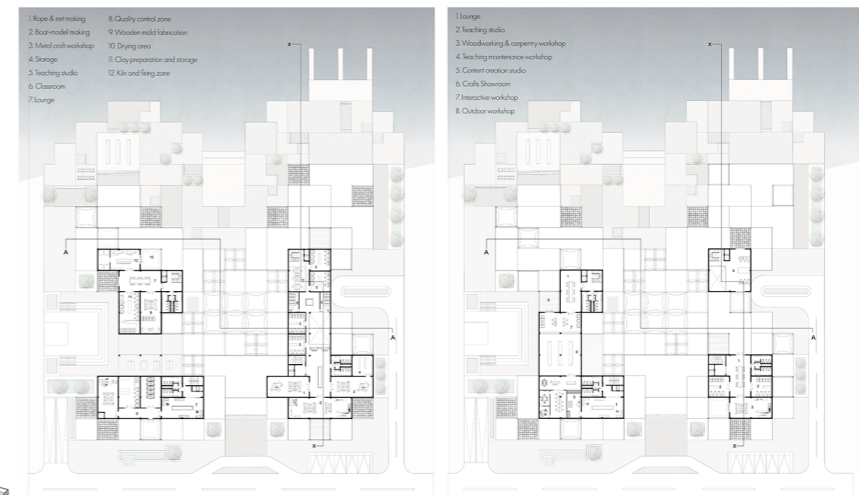 1. Rope & net making
2. Boat-model making
3. Metal craft workshop
4. Storage
5. Teaching studio
6. Classroom
7. Lounge
8. Quality control zone
9. Wooden mold fabrication
10. Drying area
11. Clay preparation and storage
12. Kiln and firing zone
X
A
A
X
1. Lounge
2. Teaching studio
3. Woodworking & carpentry workshop
4. Teaching maintenance workshop
5. Content creation studio
6. Crafts Showroom
7. Interactive workshop
8. Outdoor workshop
X
A
A
X